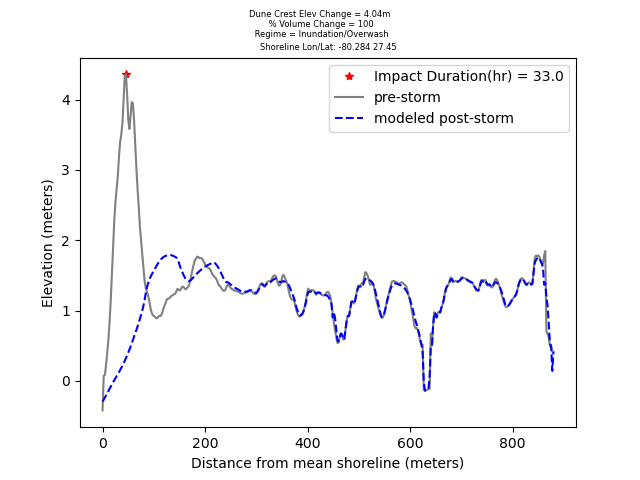 Dune Crest Elev Change = 4.04m
% Volume Change = 100
Regime = Inundation/Overwash
Shoreline Lon/Lat: -80.284 27.45
Impact Duration(hr) = 33.0
pre-storm
modeled post-storm
Elevation (meters)
4
3
2
1
0
0 200 400 600 800
Distance from mean shoreline (meters)